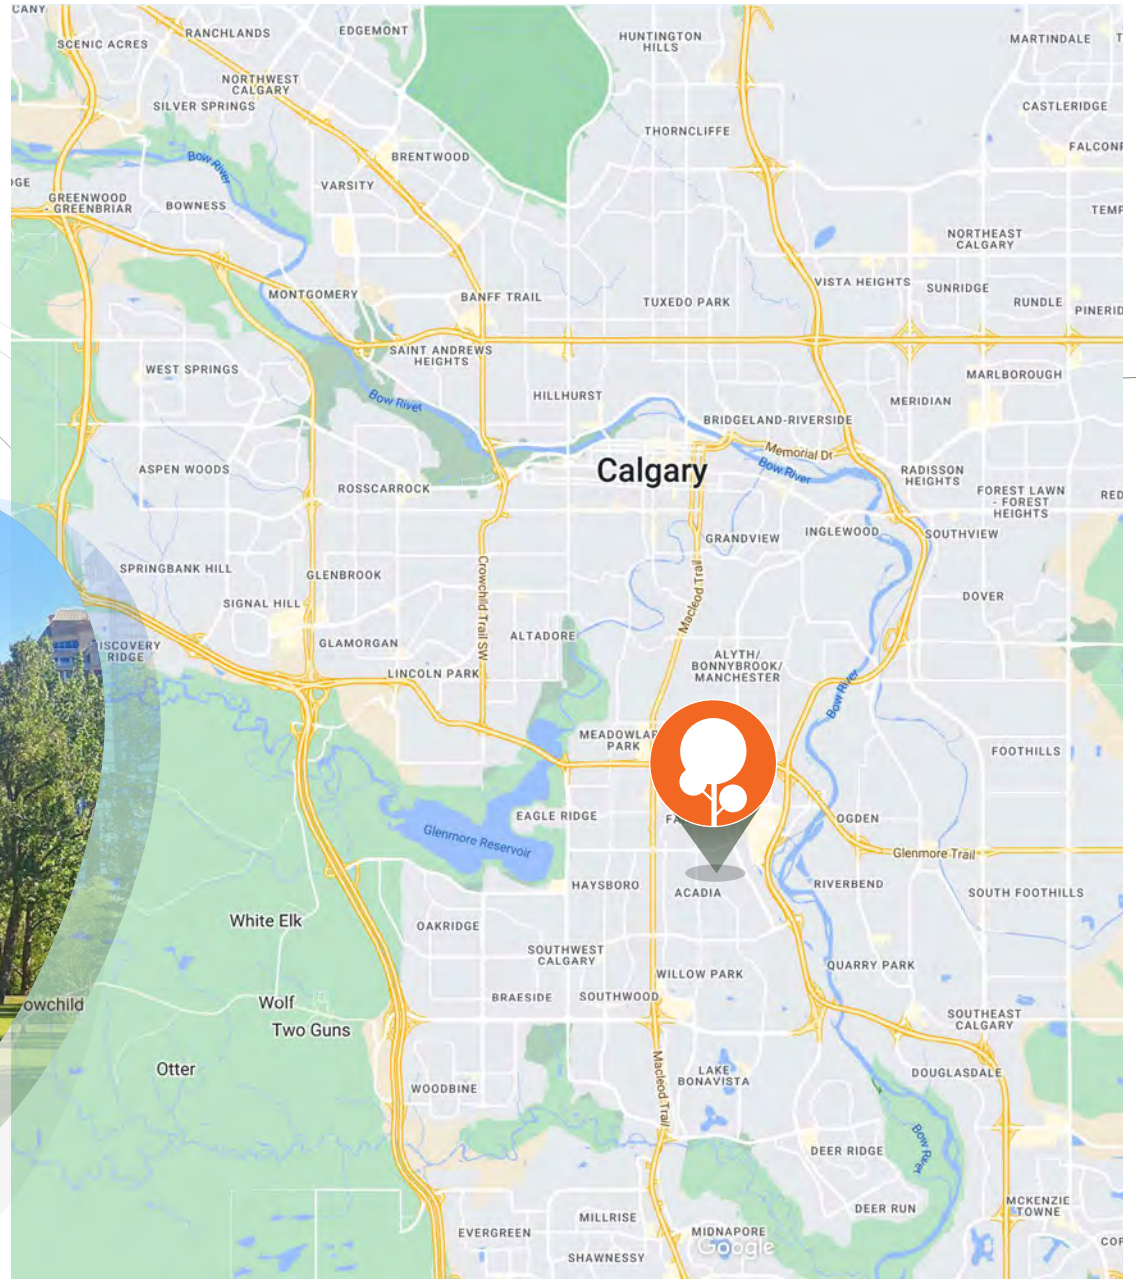 CANY
SCENIC ACRES
RANCHLANDS
EDGEMONT
HUNTINGTON
HILLS
MARTINDALE
NORTHWEST
CALGARY
SILVER SPRINGS
CASTLERIDGE
THORNCLIFFE
BRENTWOOD
Bow River
VARSITY
GREENWOOD
- GREENBRIAR
BOWNESS
NORTHEAST
CALGARY
VISTA HEIGHTS
SUNRIDGE
RUNDLE
MONTGOMERY
BANFF TRAIL
TUXEDO PARK
SAINT ANDREWS
HEIGHTS
WEST SPRINGS
MARLBOROUGH
HILLHURST
Bow River
MERIDIAN
BRIDGELAND-RIVERSIDE
Memorial Dr
Calgary
Bow River
ASPEN WOODS
ROSSCARROCK
RADISSON
HEIGHTS
FOREST LAWN
- FOREST
HEIGHTS
RED
GRANDVIEW
INGLEWOOD
SOUTHVIEW
SPRINGBANK HILL
GLENBROOK
Crowchild Trail SW
Macleod Trail
SIGNAL HILL
DOVER
GLAMORGAN
ALTADORE
ISCOVERY
RIDGE
LINCOLN PARK
ALYTH/
BONNYBROOK/
MANCHESTER
Bow River
MEADOWLAR
PARK
FOOTHILLS
EAGLE RIDGE
FA
OGDEN
Glenmore Reservoir
Glenmore Trail
HAYSBORO
ACADIA
RIVERBEND
SOUTH FOOTHILLS
White Elk
OAKRIDGE
SOUTHWEST
CALGARY
WILLOW PARK
QUARRY PARK
owchild
Wolf
BRAESIDE
SOUTHWOOD
Two Guns
SOUTHEAST
CALGARY
Otter
WOODBINE
Macleod Trail
LAKE
BONAVISTA
DOUGLASDALE
DEER RIDGE
Bow River
MCKENZIE
TOWNE
DEER RUN
EVERGREEN
MILLRISE
MIDNAPORE
Google
SHAWNESSY
COP
DGE
FALCON
TEMP
PINERID